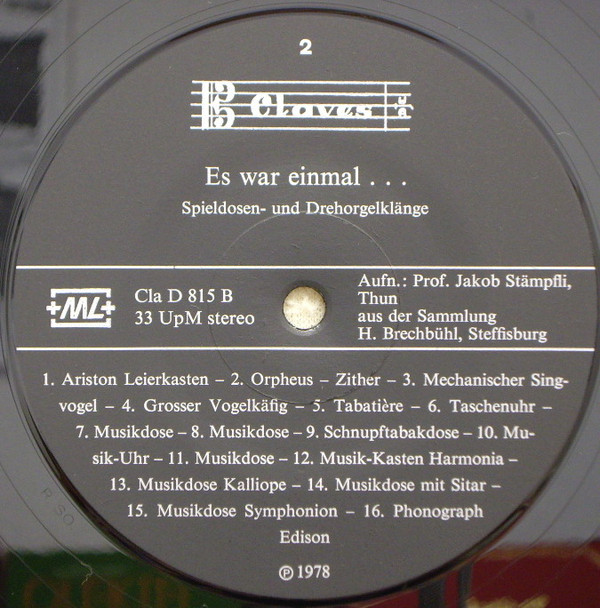 2
Claves
Es war einmal . . .
Spieldosen- und Drehorgelklänge
+ML+
Cla D 815 B
33 UpM stereo
Aufn.: Prof. Jakob Stämpfli,
Thun
aus der Sammlung
H. Brechbühl, Steffisburg
1. Ariston Leierkasten – 2. Orpheus – Zither – 3. Mechanischer Sing-
vogel – 4. Grosser Vogelkäfig – 5. Tabatière – 6. Taschenuhr –
7. Musikdose – 8. Musikdose – 9. Schnupftabakdose – 10. Mu-
sik-Uhr – 11. Musikdose – 12. Musik-Kasten Harmonia –
13. Musikdose Kalliope – 14. Musikdose mit Sitar –
15. Musikdose Symphonion – 16. Phonograph
Edison
℗ 1978